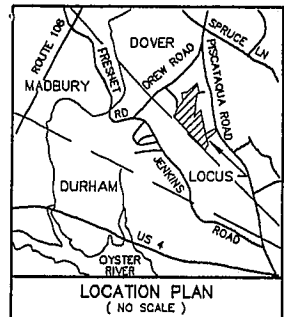 ROUTE 108
FRESHET
RD
DOVER
SPRUCE LN
DREW ROAD
PISCATAQUA ROAD
MADBURY
JENKINS
ROAD
LOCUS
DURHAM
US 4
OYSTER
RIVER
LOCATION PLAN
( NO SCALE )